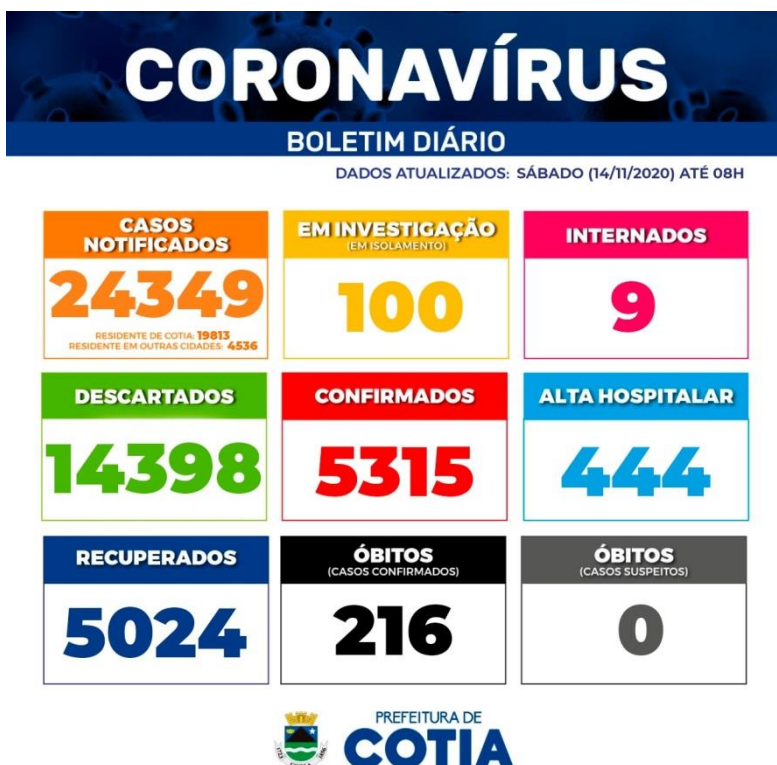 CORONAVÍRUS
BOLETIM DIÁRIO
DADOS ATUALIZADOS: SÁBADO (14/11/2020) ATÉ 08H
CASOS
NOTIFICADOS
24349
RESIDENTE DE COTIA: 19813
RESIDENTE EM OUTRAS CIDADES: 4536
EM INVESTIGAÇÃO
(EM ISOLAMENTO)
100
INTERNADOS
9
DESCARTADOS
14398
CONFIRMADOS
5315
ALTA HOSPITALAR
444
RECUPERADOS
5024
ÓBITOS
(CASOS CONFIRMADOS)
216
ÓBITOS
(CASOS SUSPEITOS)
0
PREFEITURA DE
COTIA